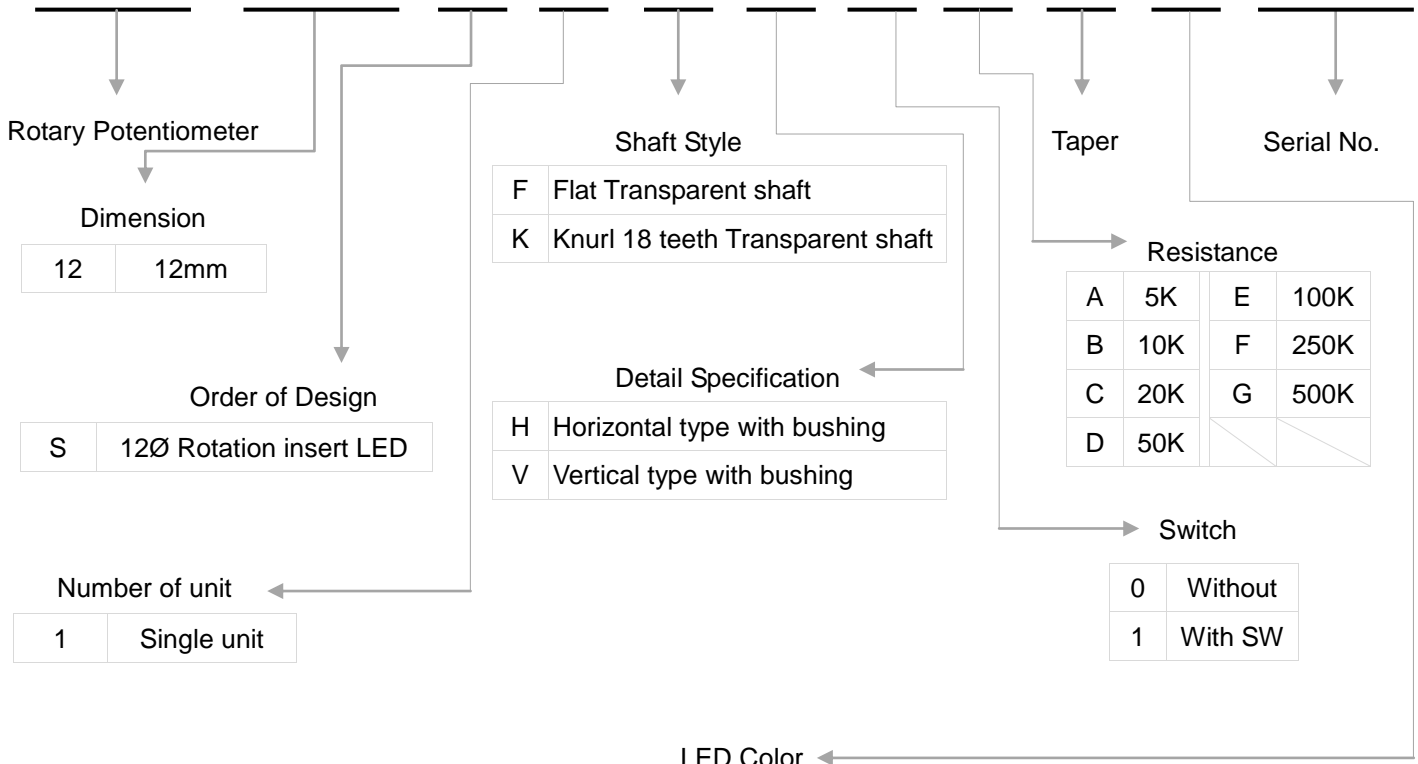 Rotary Potentiometer
Dimension
12 12mm
Order of Design
S 12Ø Rotation insert LED
Number of unit
1 Single unit
Shaft Style
F Flat Transparent shaft
K Knurl 18 teeth Transparent shaft
Detail Specification
H Horizontal type with bushing
V Vertical type with bushing
Taper
Serial No.
Resistance
A 5K E 100K
B 10K F 250K
C 20K G 500K
D 50K
Switch
0 Without
1 With SW
LED Color